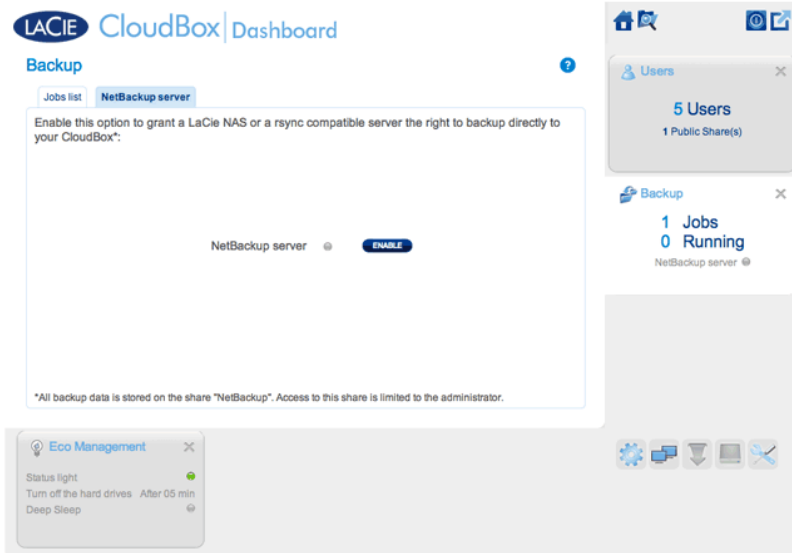 LACIE CloudBox Dashboard
Backup
?
Jobs list NetBackup server
Enable this option to grant a LaCie NAS or a rsync compatible server the right to backup directly to
your CloudBox*:
NetBackup server ENABLE
*All backup data is stored on the share "NetBackup". Access to this share is limited to the administrator.
Users
5 Users
1 Public Share(s)
Backup
1 Jobs
0 Running
NetBackup server
Eco Management
Status light
Turn off the hard drives After 05 min
Deep Sleep